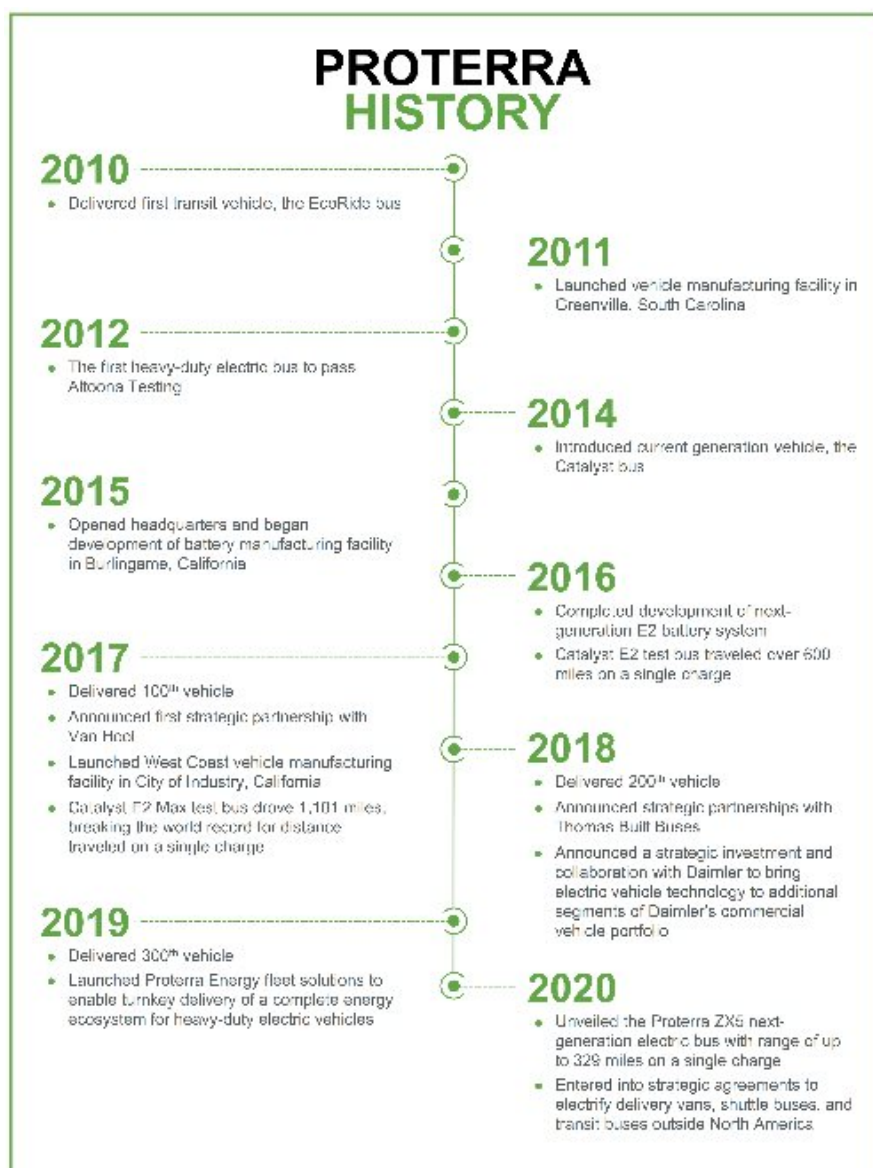 PROTERRA
HISTORY
2010
• Delivered first transit vehicle, the EcoRide bus
2011
• Launched vehicle manufacturing facility in
Greenville, South Carolina
2012
• The first heavy-duty electric bus to pass
Altoona Testing
2014
• Introduced current generation vehicle, the
Catalyst bus
2015
• Opened headquarters and began
development of battery manufacturing facility
in Burlingame, California
2016
• Completed development of next-
generation E2 battery system
• Catalyst E2 test bus traveled over 600
miles on a single charge
2017
• Delivered 100th vehicle
• Announced first strategic partnership with
Van Hool
• Launched West Coast vehicle manufacturing
facility in City of Industry, California
• Catalyst E2 Max test bus drove 1,101 miles,
breaking the world record for distance
traveled on a single charge
2018
• Delivered 200th vehicle
• Announced strategic partnerships with
Thomas Built Buses
• Announced a strategic investment and
collaboration with Daimler to bring
electric vehicle technology to additional
segments of Daimler's commercial
vehicle portfolio
2019
• Delivered 300th vehicle
• Launched Proterra Energy fleet solutions to
enable turnkey delivery of a complete energy
ecosystem for heavy-duty electric vehicles
2020
• Unveiled the Proterra ZX5 next-
generation electric bus with range of up
to 329 miles on a single charge
• Entered into strategic agreements to
electrify delivery vans, shuttle buses, and
transit buses outside North America